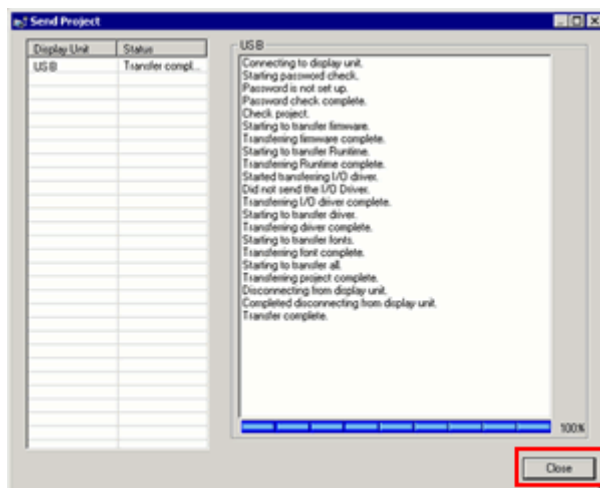 Send Project
Display Unit Status
USB Transfer compl...
USB
Connecting to display unit.
Starting password check.
Password is not set up.
Password check complete.
Check project.
Starting to transfer firmware.
Transferring firmware complete.
Starting to transfer Runtime.
Transferring Runtime complete.
Started transferring I/O driver.
Did not send the I/O Driver.
Transferring I/O driver complete.
Starting to transfer driver.
Transferring driver complete.
Starting to transfer fonts.
Transferring font complete.
Starting to transfer all.
Transferring project complete.
Disconnecting from display unit.
Completed disconnecting from display unit.
Transfer complete.
100%
Close